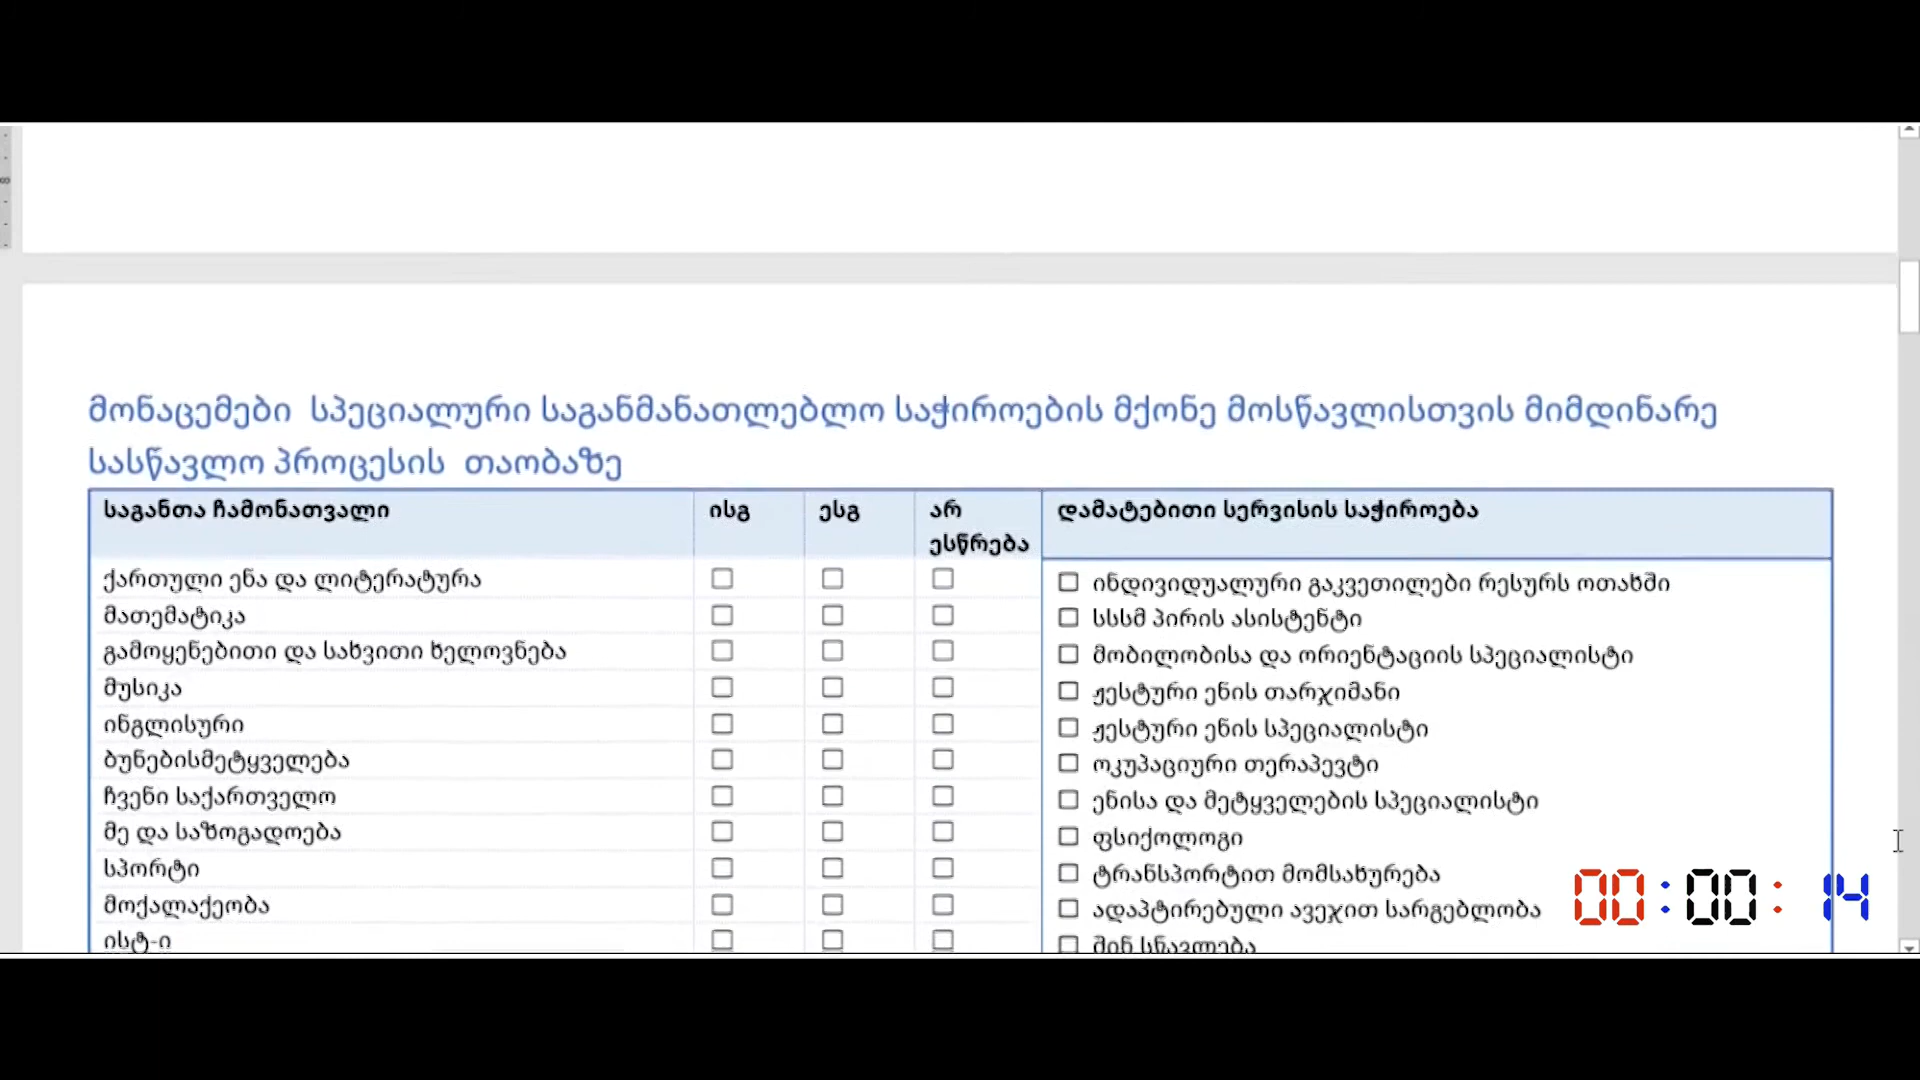 მონაცემები სპეციალური საგანმანათლებლო საჭიროების მქონე მოსწავლისთვის მიმდინარე
სასწავლო პროცესის თაობაზე
საგანთა ჩამონათვალი ისგ ესგ არ ესწრება დამატებითი სერვისის საჭიროება
ქართული ენა და ლიტერატურა
მათემატიკა
გამოყენებითი და სახვითი ხელოვნება
მუსიკა
ინგლისური
ბუნებისმეტყველება
ჩვენი საქართველო
მე და საზოგადოება
სპორტი
მოქალაქეობა
ისტ-ი
ინდივიდუალური გაკვეთილები რესურს ოთახში
სსსმ პირის ასისტენტი
მობილობისა და ორიენტაციის სპეციალისტი
ჟესტური ენის თარჯიმანი
ჟესტური ენის სპეციალისტი
ოკუპაციური თერაპევტი
ენისა და მეტყველების სპეციალისტი
ფსიქოლოგი
ტრანსპორტით მომსახურება
ადაპტირებული ავეჯით სარგებლობა
შინ სწავლება
00:00:14